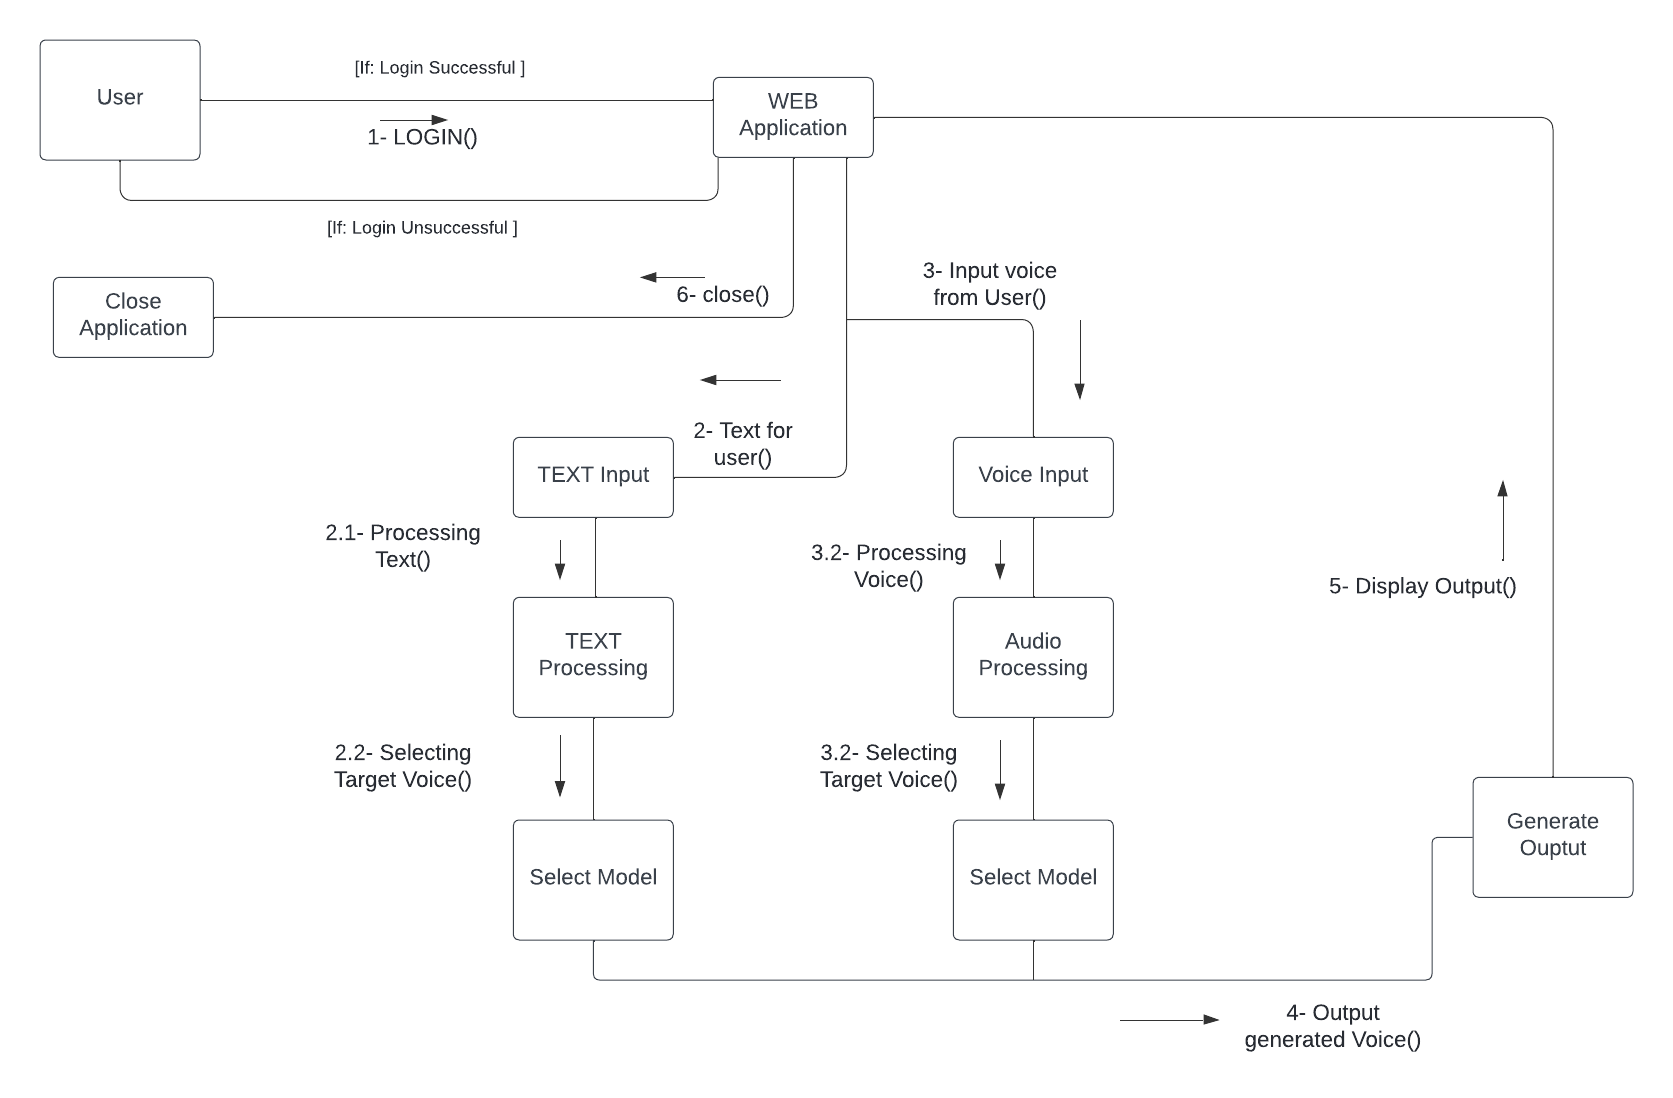 [If: Login Successful ]
User
WEB
Application
1- LOGIN()
[If: Login Unsuccessful ]
3- Input voice
from User()
Close
Application
6- close()
2- Text for
user()
TEXT Input
Voice Input
2.1- Processing
Text()
3.2- Processing
Voice()
5- Display Output()
TEXT
Processing
Audio
Processing
2.2- Selecting
Target Voice()
3.2- Selecting
Target Voice()
Generate
Ouptut
Select Model
Select Model
4- Output
generated Voice()